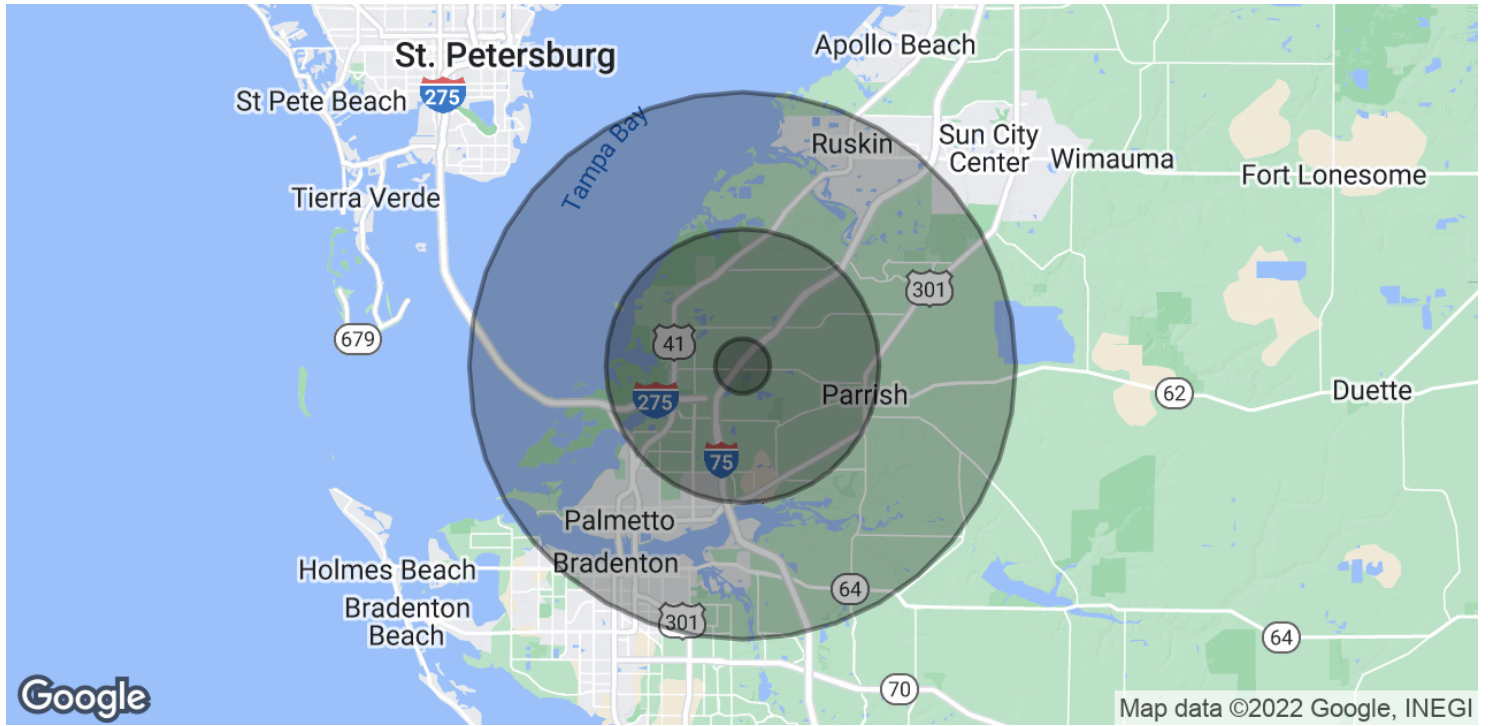 Apollo Beach
St. Petersburg
275
St Pete Beach
Tampa Bay
Ruskin
Sun City
Center
Wimauma
Fort Lonesome
Tierra Verde
301
679
41
275
Parrish
62
Duette
75
Palmetto
Bradenton
Holmes Beach
64
Bradenton
Beach
301
64
70
Google
Map data ©2022 Google, INEGI